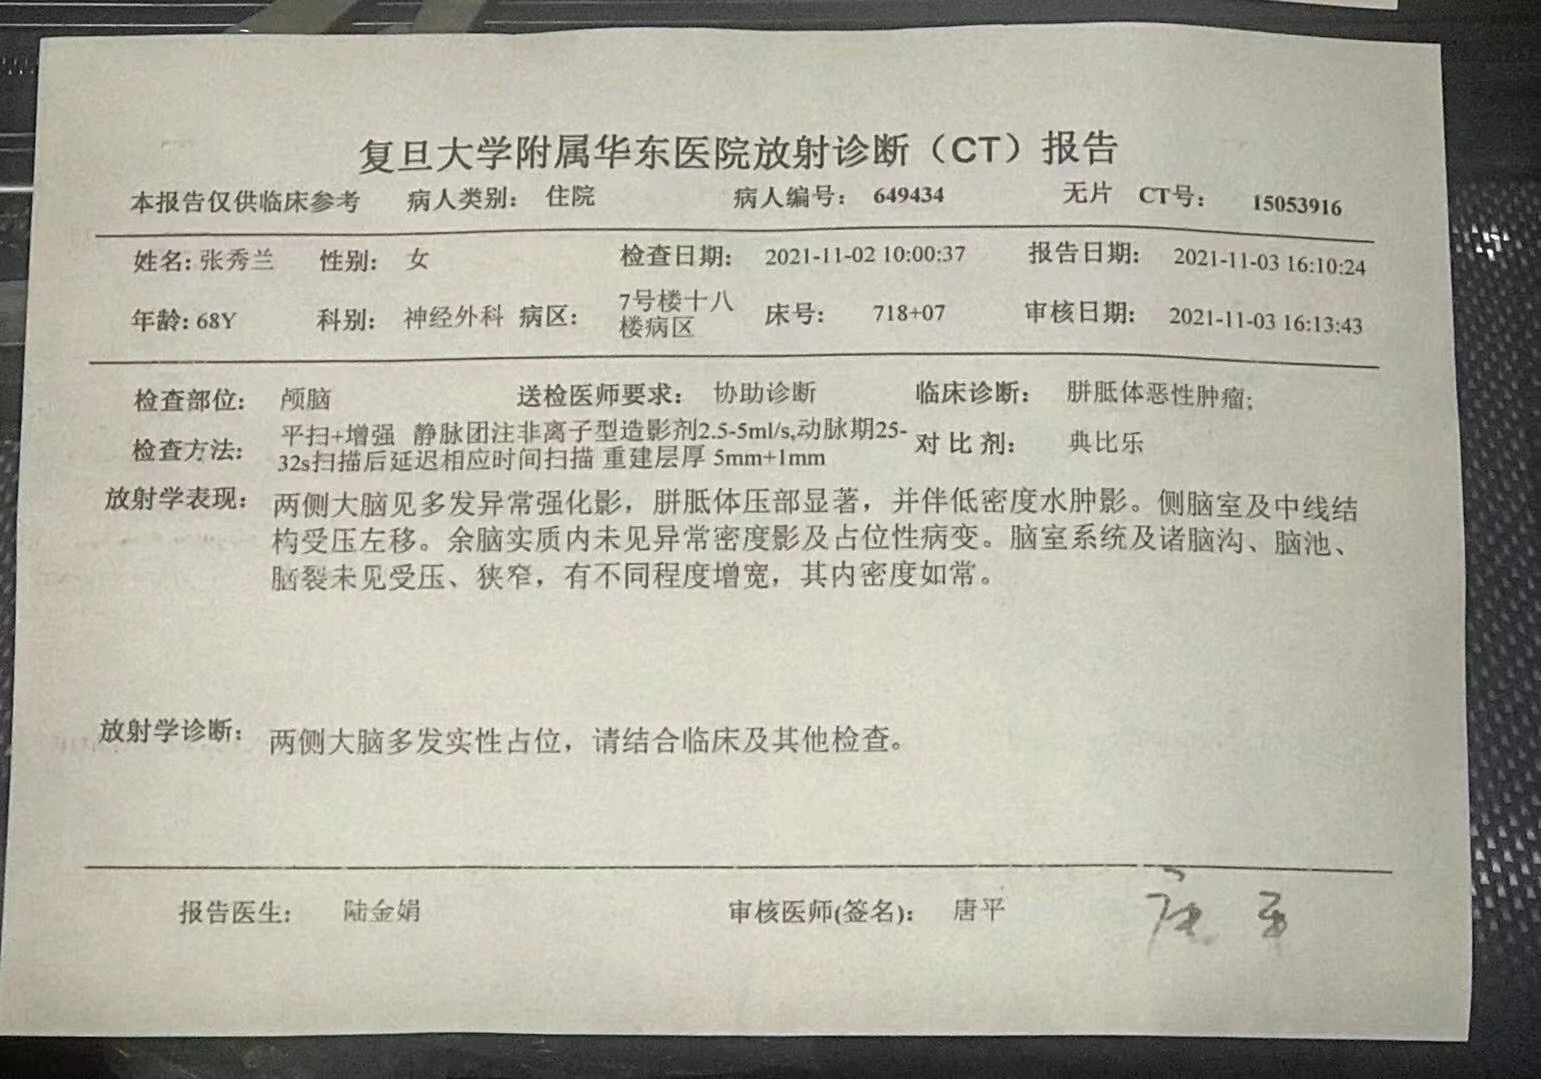 复旦大学附属华东医院放射诊断（CT）报告
本报告仅供临床参考 病人类别： 住院 病人编号： 649434 无片 CT号： 15053916
姓名: 张秀兰 性别: 女 检查日期: 2021-11-02 10:00:37 报告日期: 2021-11-03 16:10:24
年龄: 68Y 科别: 神经外科 病区: 7号楼十八楼病区 床号: 718+07 审核日期: 2021-11-03 16:13:43
检查部位: 颅脑 送检医师要求: 协助诊断 临床诊断: 胼胝体恶性肿瘤;
检查方法: 平扫+增强 静脉团注非离子型造影剂2.5-5ml/s,动脉期25-
32s扫描后延迟相应时间扫描 重建层厚 5mm+1mm 对比剂: 典比乐
放射学表现: 两侧大脑见多发异常强化影，胼胝体压部显著，并伴低密度水肿影。侧脑室及中线结
构受压左移。余脑实质内未见异常密度影及占位性病变。脑室系统及诸脑沟、脑池、
脑裂未见受压、狭窄，有不同程度增宽，其内密度如常。
放射学诊断: 两侧大脑多发实性占位，请结合临床及其他检查。
报告医生: 陆金娟 审核医师(签名): 唐平 唐平